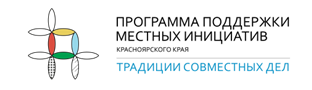 ПРОГРАММА ПОДДЕРЖКИ
МЕСТНЫХ ИНИЦИАТИВ
КРАСНОЯРСКОГО КРАЯ
ТРАДИЦИИ СОВМЕСТНЫХ ДЕЛ